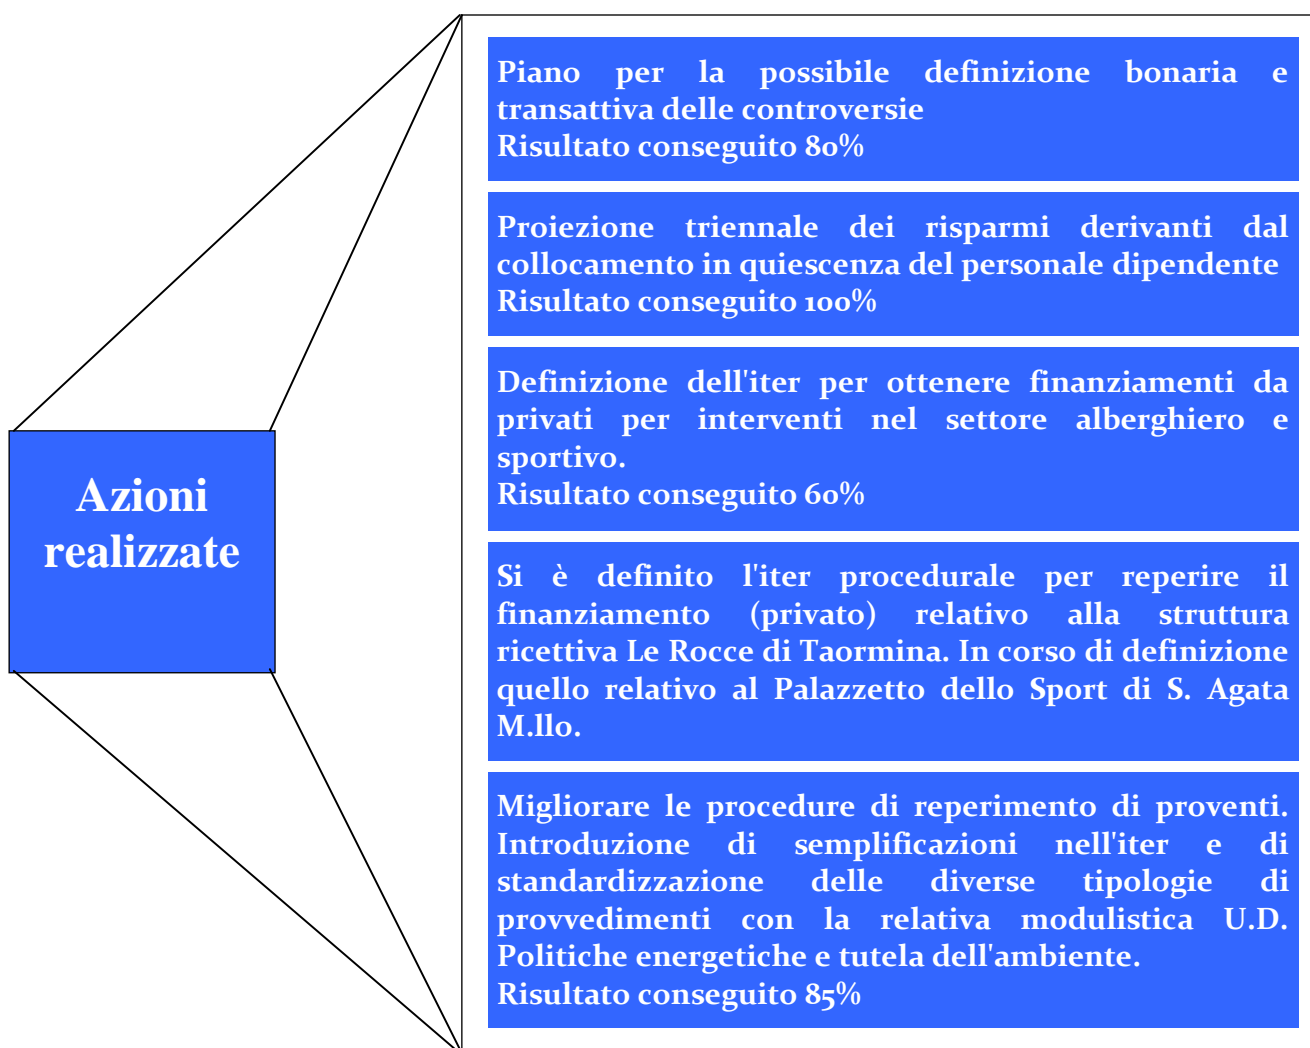 Azioni
realizzate
Piano per la possibile definizione bonaria e
transattiva delle controversie
Risultato conseguito 80%
Proiezione triennale dei risparmi derivanti dal
collocamento in quiescenza del personale dipendente
Risultato conseguito 100%
Definizione dell'iter per ottenere finanziamenti da
privati per interventi nel settore alberghiero e
sportivo.
Risultato conseguito 60%
Si è definito l'iter procedurale per reperire il
finanziamento (privato) relativo alla struttura
ricettiva Le Rocce di Taormina. In corso di definizione
quello relativo al Palazzetto dello Sport di S. Agata
M.llo.
Migliorare le procedure di reperimento di proventi.
Introduzione di semplificazioni nell'iter e di
standardizzazione delle diverse tipologie di
provvedimenti con la relativa modulistica U.D.
Politiche energetiche e tutela dell'ambiente.
Risultato conseguito 85%